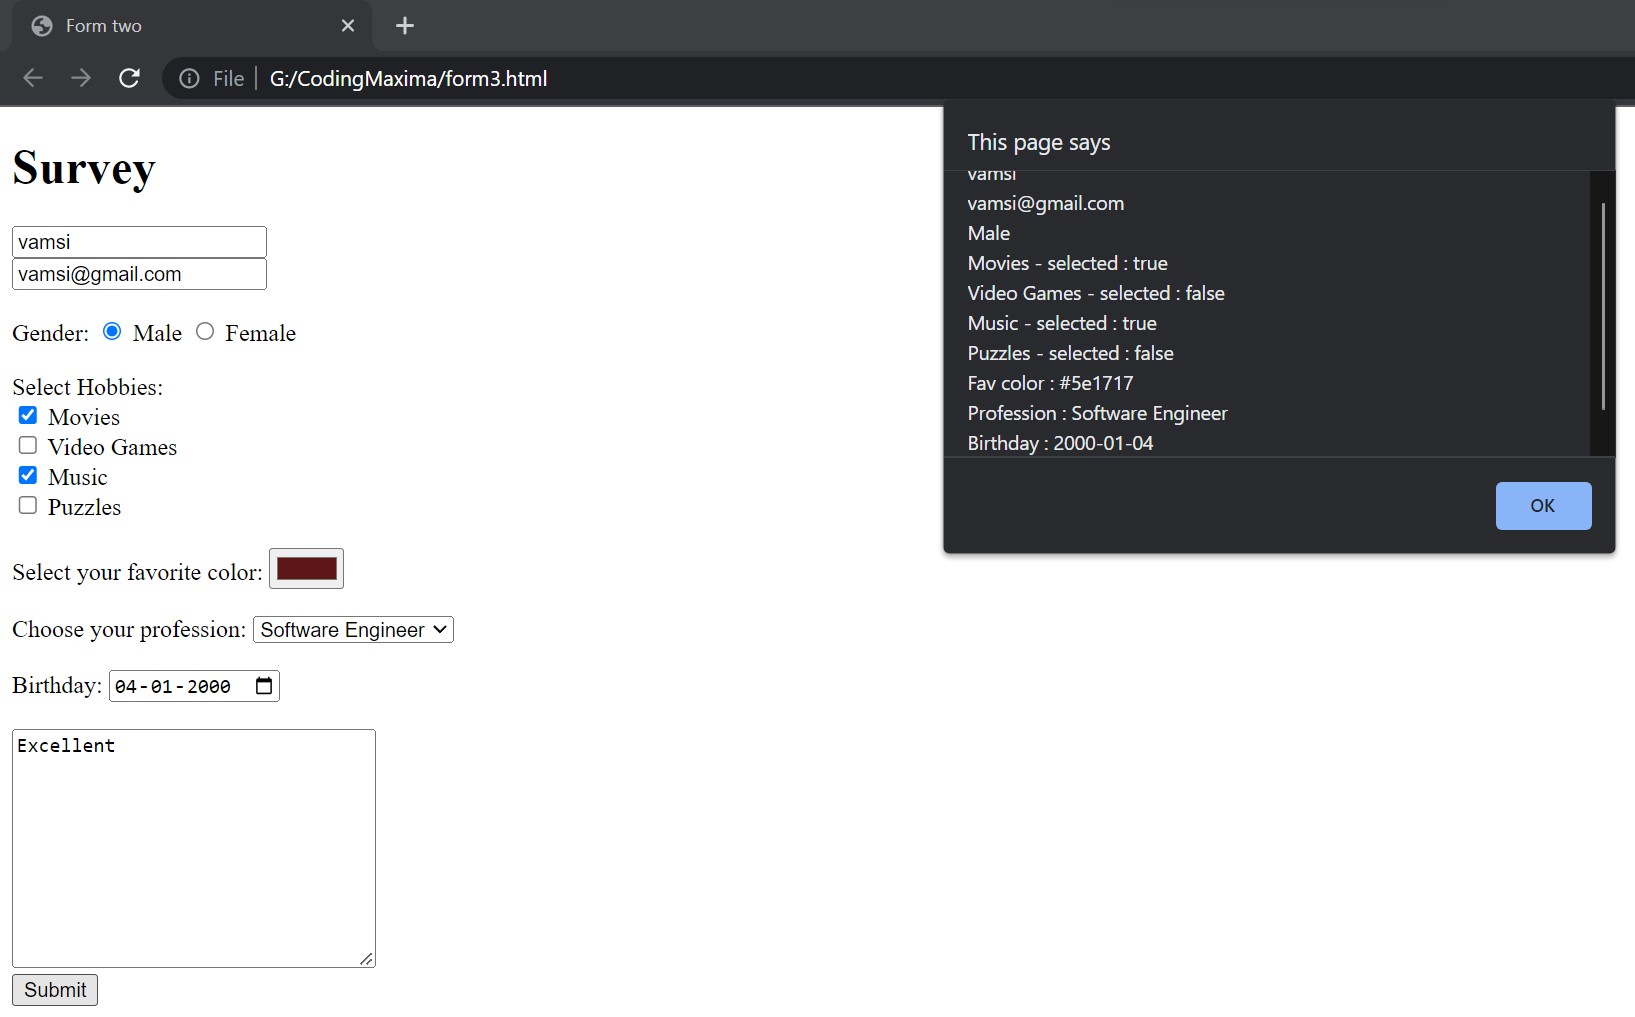 Form two
File
G:/CodingMaxima/form3.html
Survey
vamsi
vamsi@gmail.com
Gender: Male Female
Select Hobbies:
Movies
Video Games
Music
Puzzles
Select your favorite color:
Choose your profession: Software Engineer
Birthday: 04-01-2000
Excellent
Submit
This page says
vamsi
vamsi@gmail.com
Male
Movies - selected : true
Video Games - selected : false
Music - selected : true
Puzzles - selected : false
Fav color : #5e1717
Profession : Software Engineer
Birthday : 2000-01-04
OK